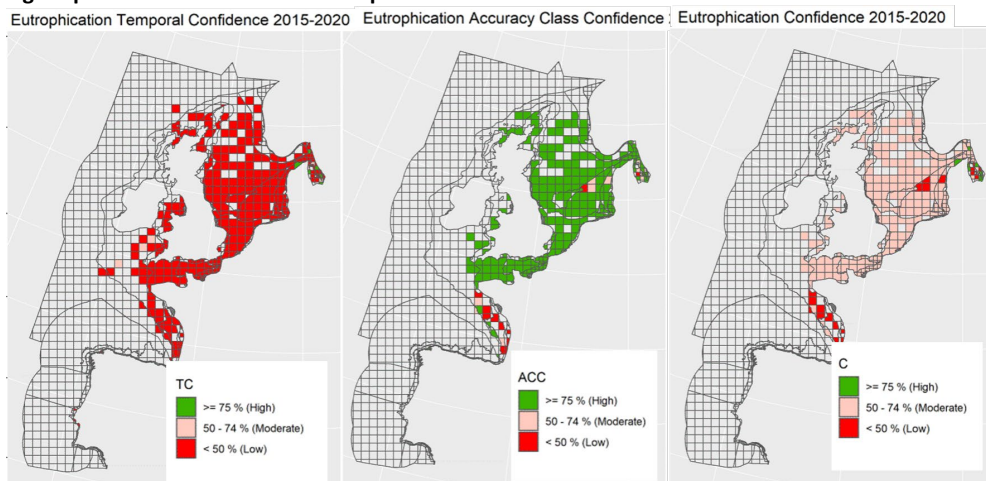 Eutrophication Temporal Confidence 2015-2020
Eutrophication Accuracy Class Confidence
Eutrophication Confidence 2015-2020
TC
>= 75 % (High)
50 - 74 % (Moderate)
< 50 % (Low)
ACC
>= 75 % (High)
50 - 74 % (Moderate)
< 50 % (Low)
C
>= 75 % (High)
50 - 74 % (Moderate)
< 50 % (Low)